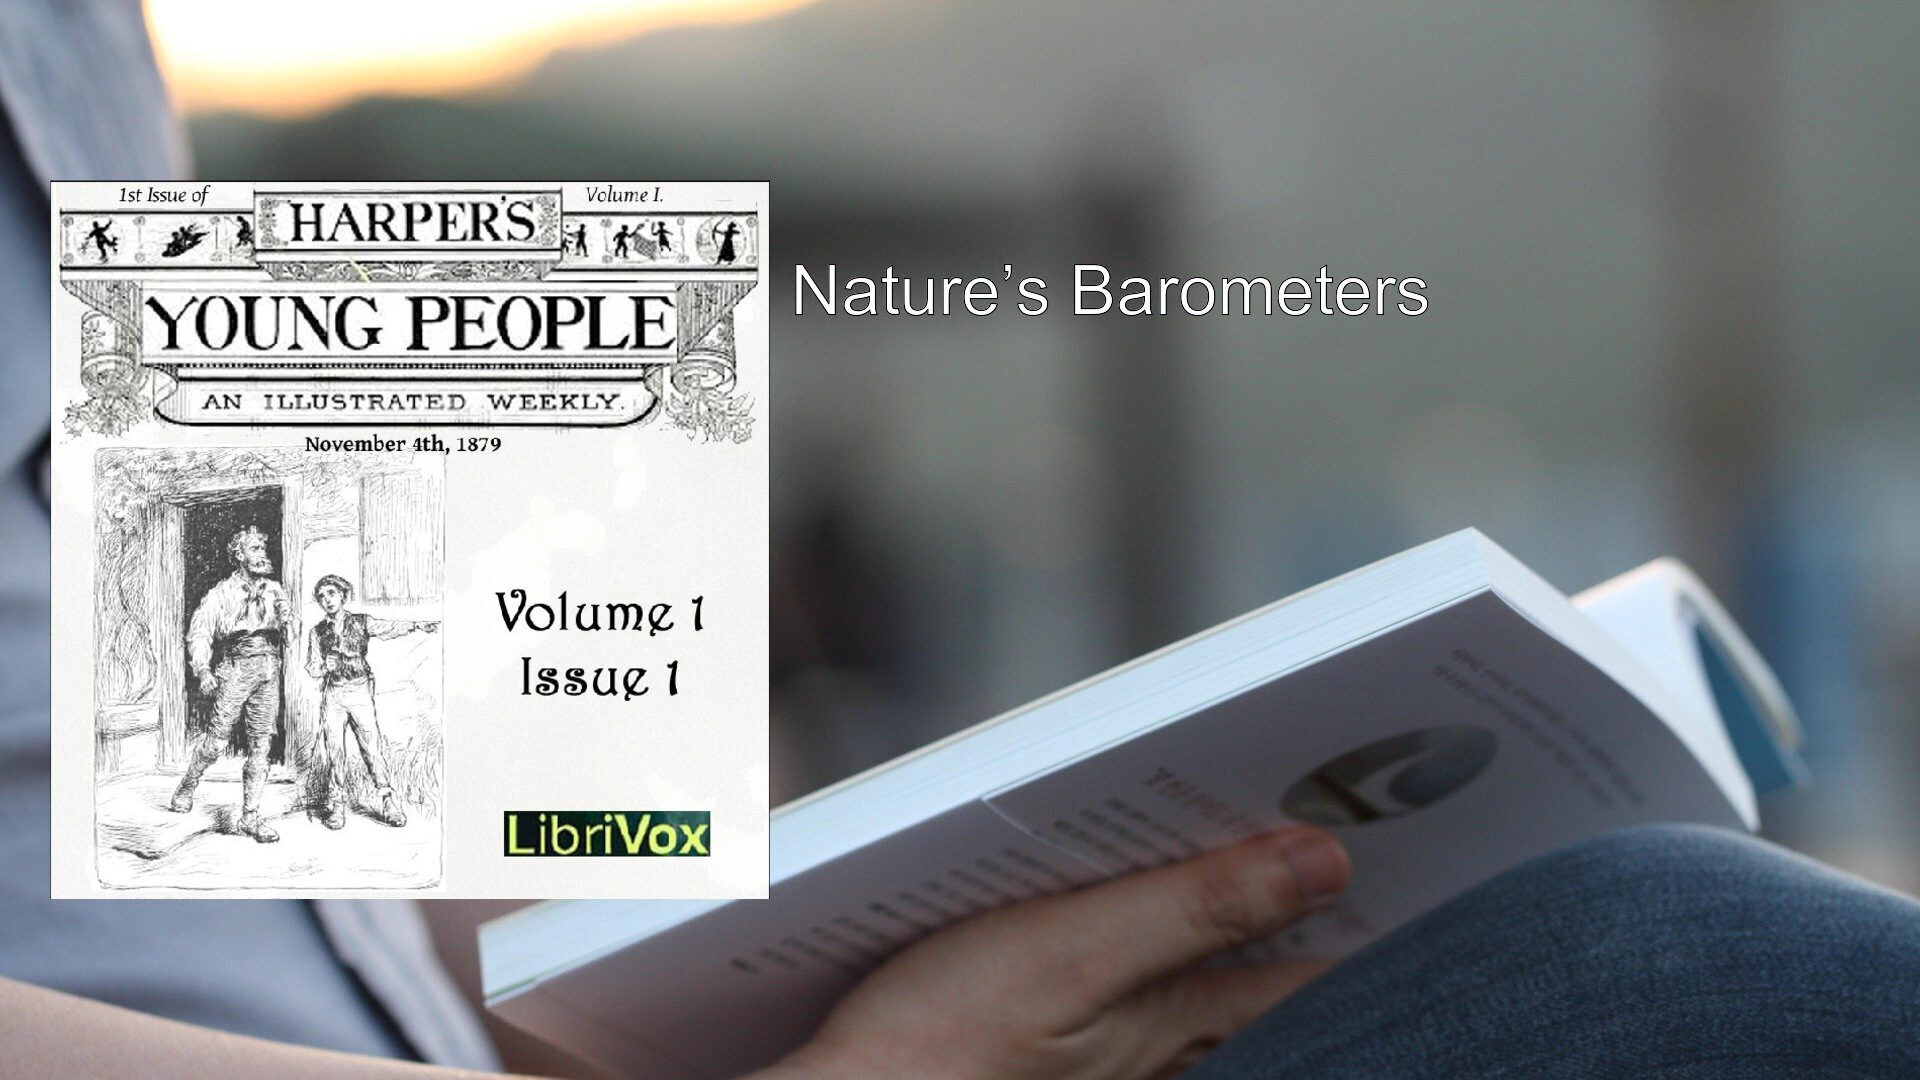 1st Issue of
Volume I.
HARPER'S
YOUNG PEOPLE
AN ILLUSTRATED WEEKLY.
November 4th, 1879
Nature’s Barometers
Volume 1
Issue 1
LibriVox